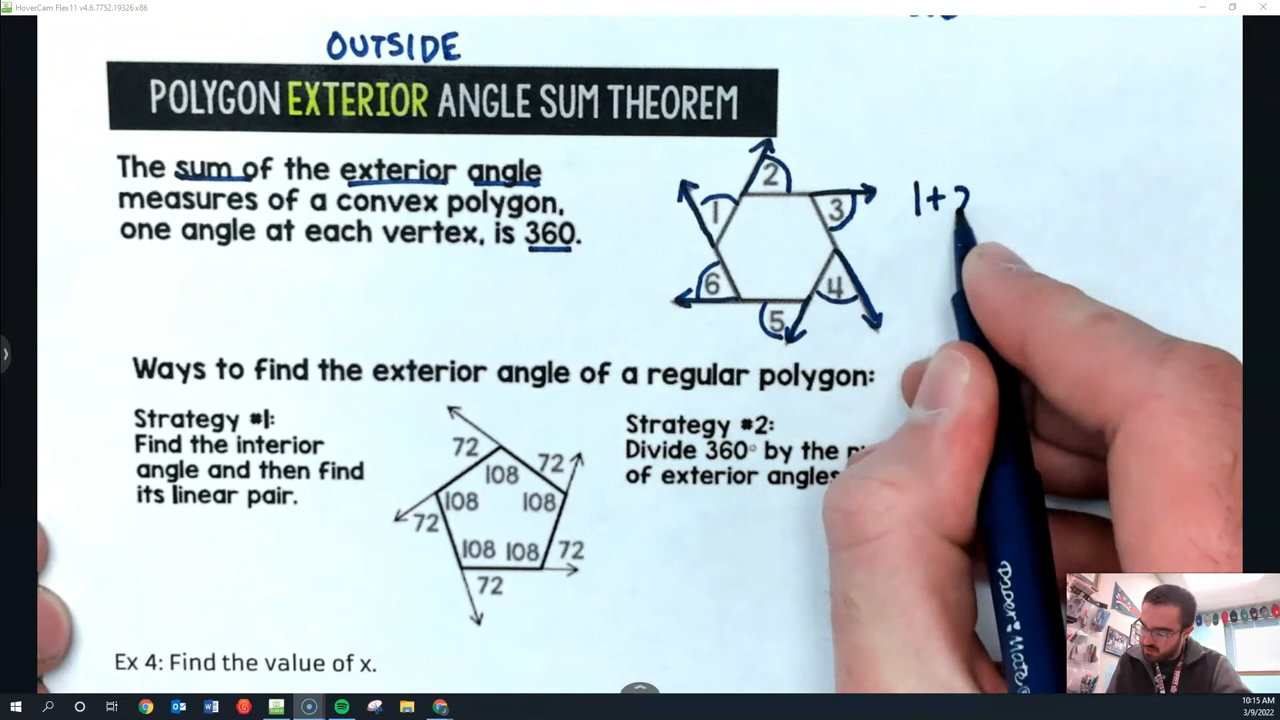 HoverCam Flex11 v4.6.7752.19326 x86
OUTSIDE
POLYGON EXTERIOR ANGLE SUM THEOREM
The sum of the exterior angle
measures of a convex polygon,
one angle at each vertex, is 360.
1
2
3
4
5
6
1+2
Ways to find the exterior angle of a regular polygon:
Strategy #1:
Find the interior
angle and then find
its linear pair.
72
72
108
108
108
72
108
108
72
72
Strategy #2:
Divide 360° by the
of exterior angles
Ex 4: Find the value of x.
Paper Mate
10:15 AM
3/9/2022